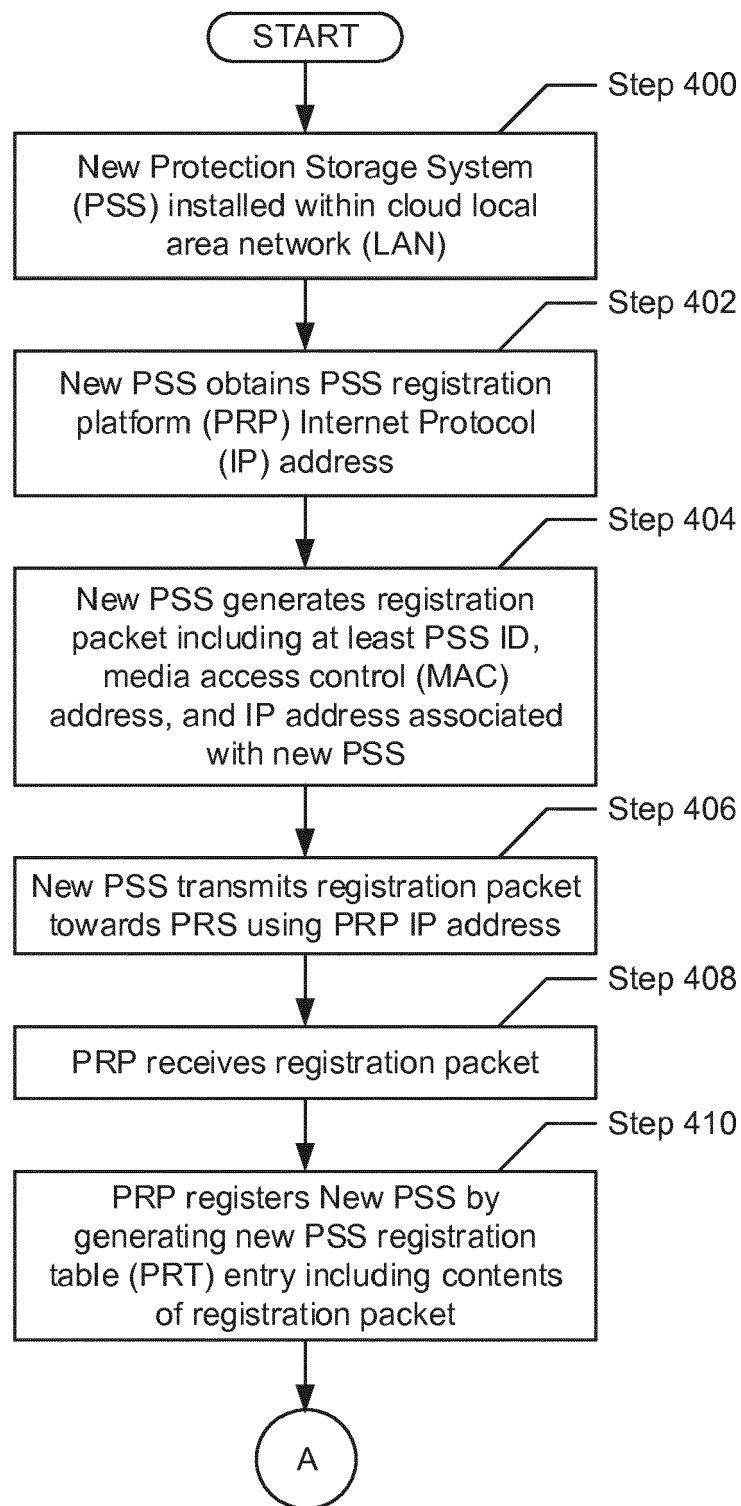 START
Step 400
New Protection Storage System
(PSS) installed within cloud local
area network (LAN)
Step 402
New PSS obtains PSS registration
platform (PRP) Internet Protocol
(IP) address
Step 404
New PSS generates registration
packet including at least PSS ID,
media access control (MAC)
address, and IP address associated
with new PSS
Step 406
New PSS transmits registration packet
towards PRS using PRP IP address
Step 408
PRP receives registration packet
Step 410
PRP registers New PSS by
generating new PSS registration
table (PRT) entry including contents
of registration packet
A